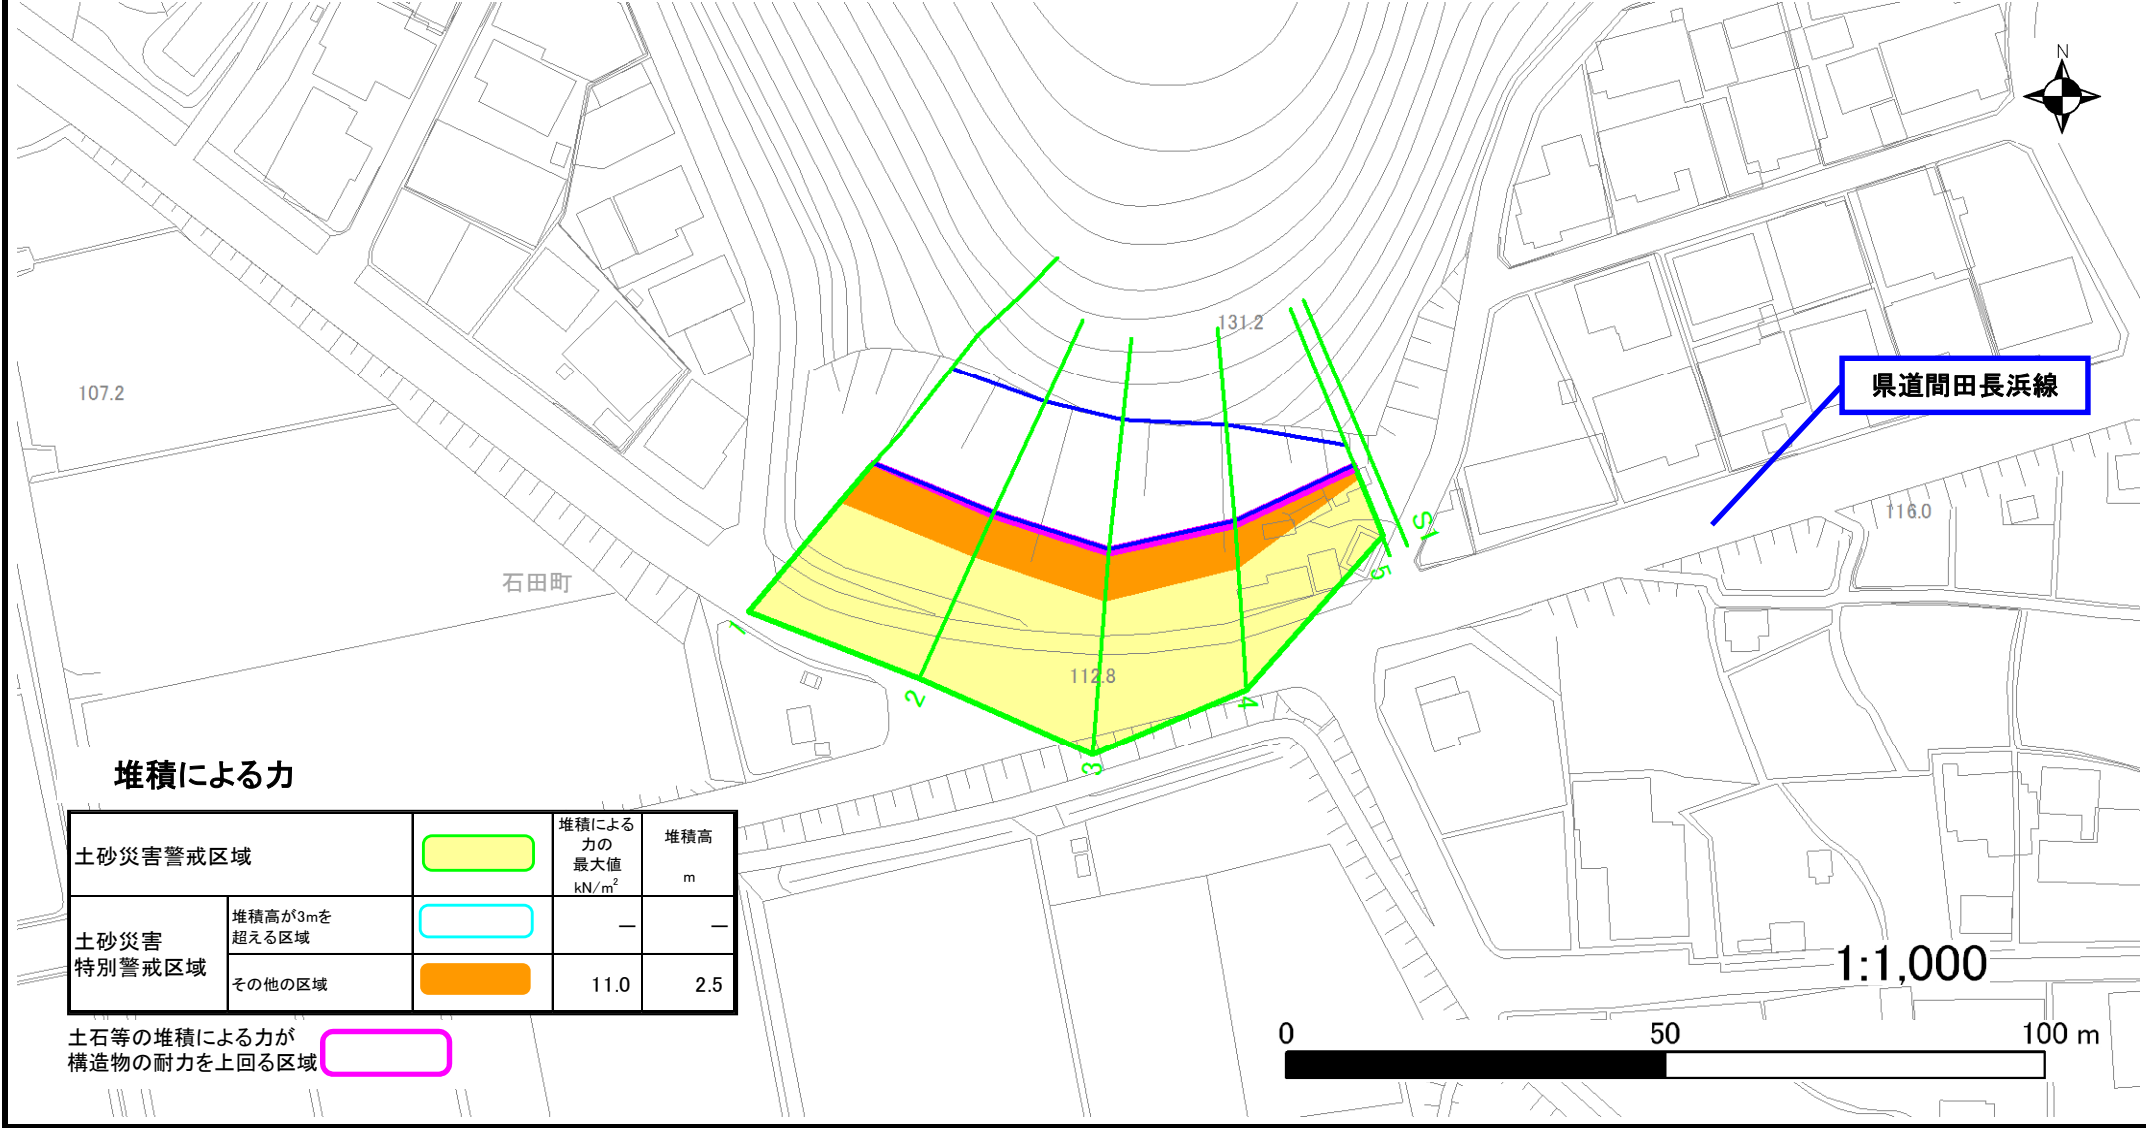 N
131.2
107.2
県道間田長浜線
116.0
S1
5
石田町
1
2
112.8
4
3
堆積による力
土砂災害警戒区域
堆積による
力の
最大値
kN/m²
堆積高
m
土砂災害
特別警戒区域
堆積高が3mを
超える区域
— —
その他の区域
11.0 2.5
土石等の堆積による力が
構造物の耐力を上回る区域
1:1,000
0 50 100 m